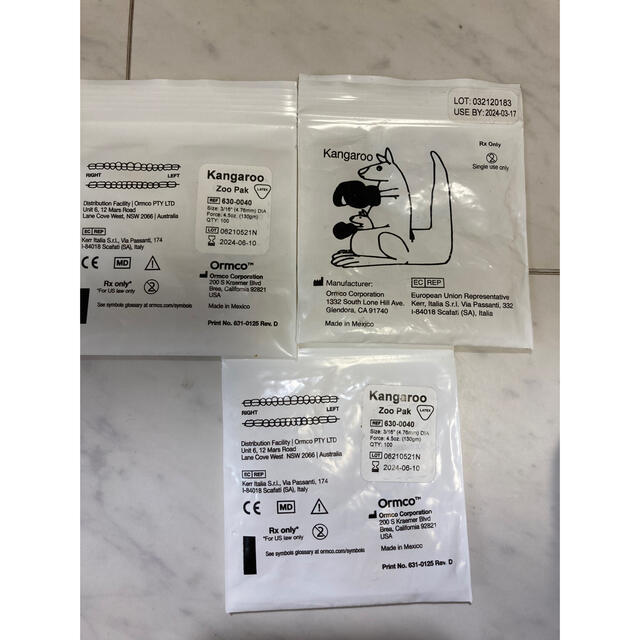 RIGHT
LEFT
Distribution Facility | Ormco PTY LTD
Unit 6, 12 Mars Road
Lane Cove West, NSW 2066 | Australia
EC REP
Kerr Italia S.r.l., Via Passanti, 174
I-84018 Scafati (SA), Italy
CE MD
Rx only*
*For US law only
See symbols glossary at ormco.com/symbols
Kangaroo
Zoo Pak
LATEX
REF 630-0040
Size: 3/16" (4.76mm) DIA
Force: 4.5oz. (130gm)
QTY: 100
LOT 06210521N
2024-06-10
Ormco™
Ormco Corporation
200 S Kraemer Blvd
Brea, California 92821
USA
Made in Mexico
Print No. 631-0125 Rev. D
LOT: 032120183
USE BY: 2024-03-17
Kangaroo
Rx Only
2
Single use only
Manufacturer:
Ormco Corporation
1332 South Lone Hill Ave.
Glendora, CA 91740
Made in Mexico
EC REP
European Union Representative
Kerr, Italia S.r.l. Via Passanti, 332
I-84018 Scafati (SA), Italia
RIGHT
LEFT
Distribution Facility | Ormco PTY LTD
Unit 6, 12 Mars Road
Lane Cove West NSW 2066 | Australia
EC REP
Kerr Italia S.r.l., Via Passanti, 174
I-84018 Scafati (SA), Italy
CE MD
Rx only*
*For US law only
2
See symbols glossary at ormco.com/symbols
Kangaroo
Zoo Pak
LATEX
REF 630-0040
Size: 3/16" (4.76mm) DIA
Force: 4.5oz. (130gm)
QTY: 100
LOT 06210521N
2024-06-10
Ormco™
Ormco Corporation
200 S Kraemer Blvd
Brea, California 92821
USA
Made in Mexico
Print No. 631-0125 Rev. D